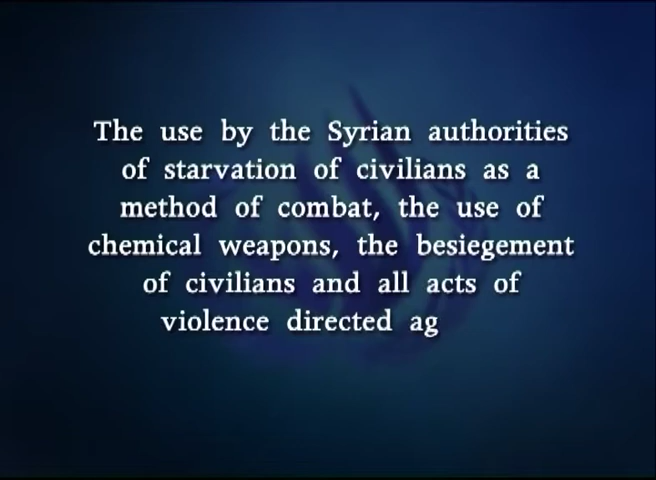 The use by the Syrian authorities
of starvation of civilians as a
method of combat, the use of
chemical weapons, the besiegement
of civilians and all acts of
violence directed ag